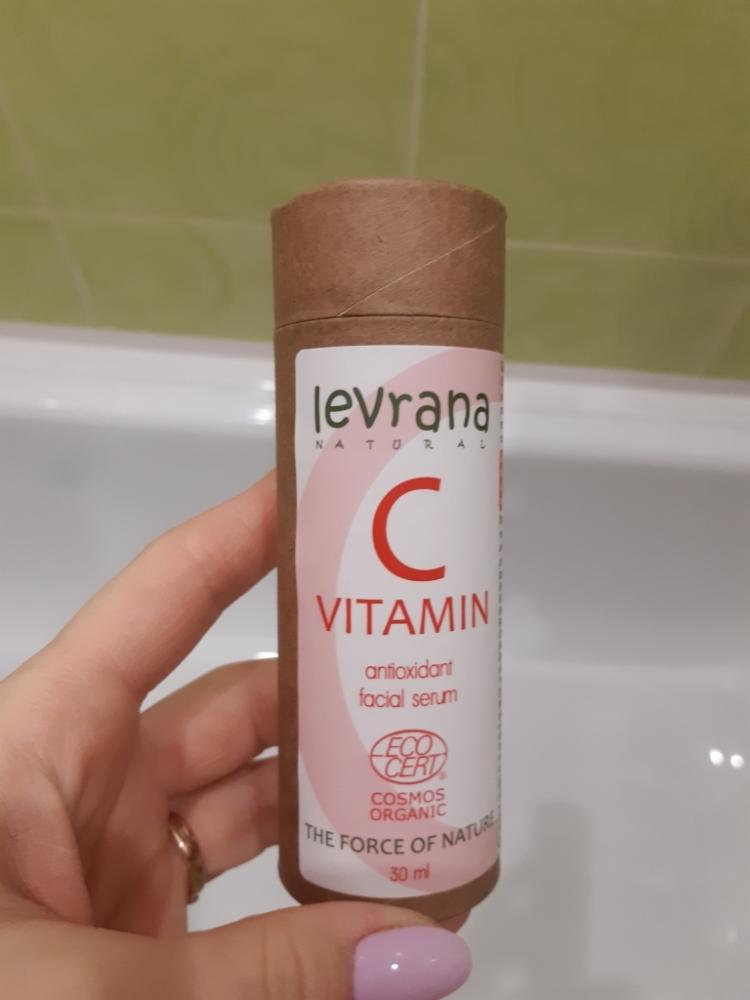 levrana
NATURAL
C
VITAMIN
antioxidant
facial serum
ECO
CERT®
COSMOS
ORGANIC
THE FORCE OF NATURE
30 ml